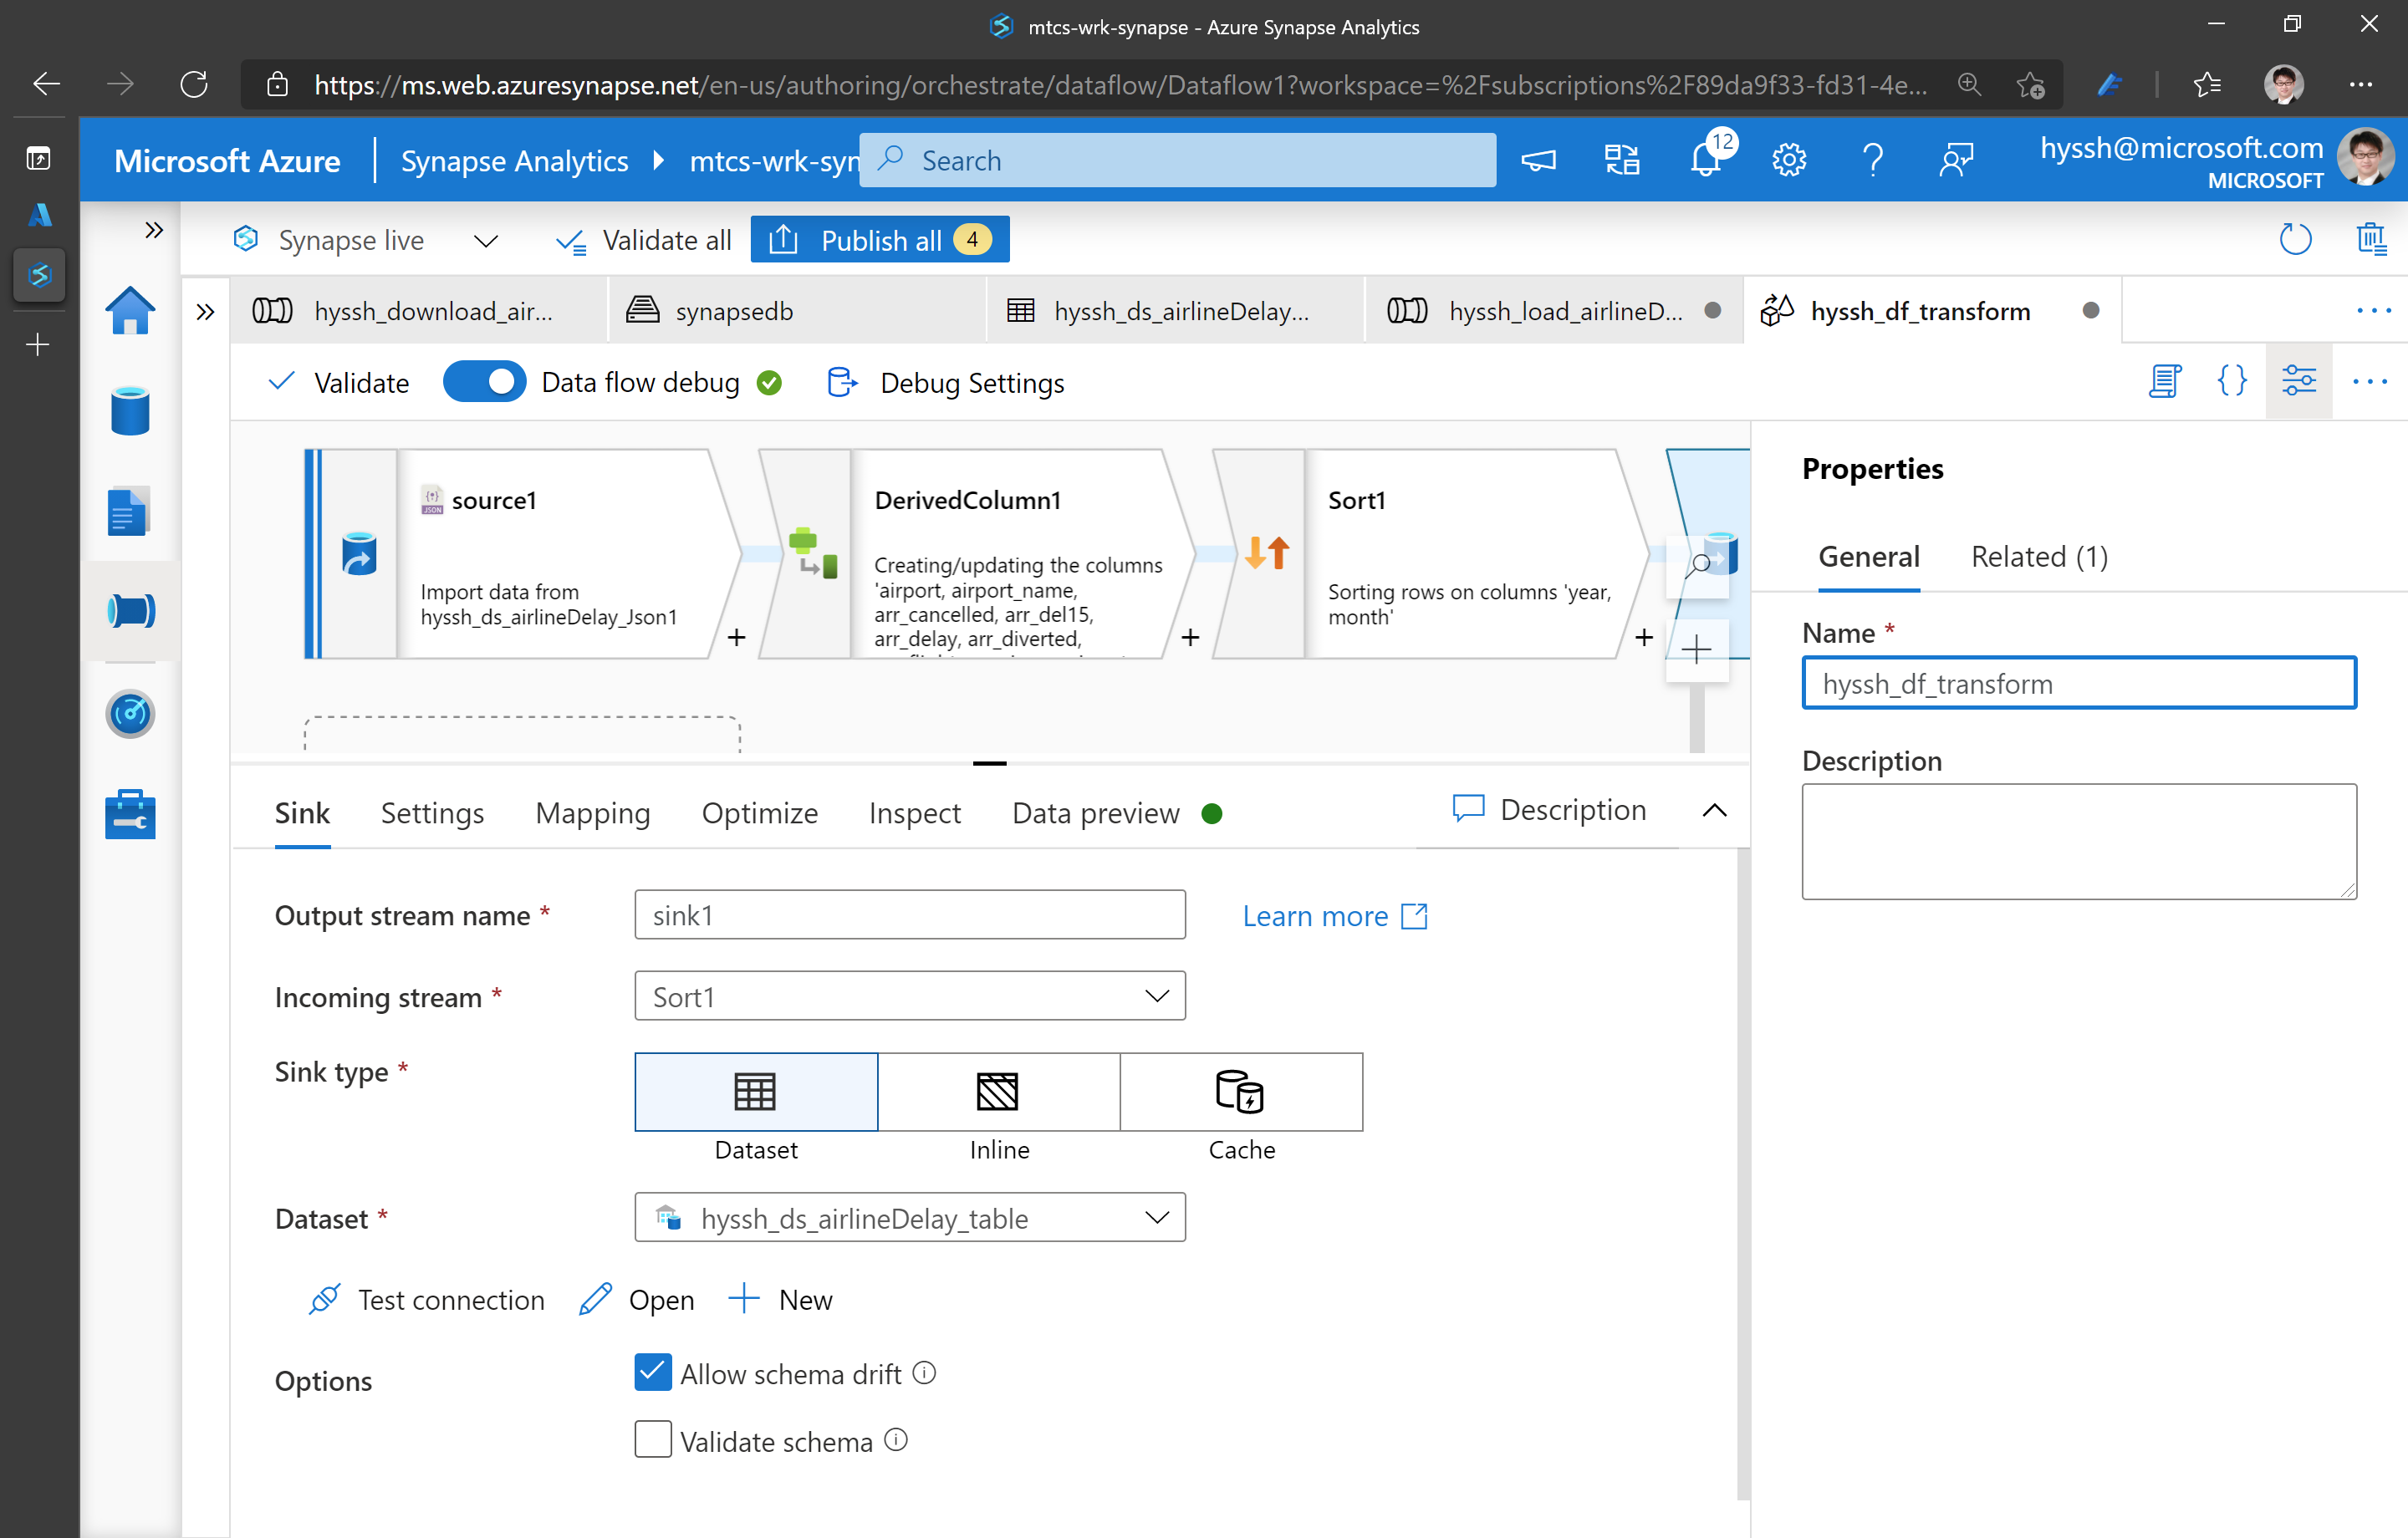 mtcs-wrk-synapse - Azure Synapse Analytics
https://ms.web.azuresynapse.net/en-us/authoring/orchestrate/dataflow/Dataflow1?workspace=%2Fsubscriptions%2F89da9f33-fd31-4e...
Microsoft Azure
Synapse Analytics
mtcs-wrk-syn
Search
12
hyssh@microsoft.com
MICROSOFT
Synapse live
Validate all
Publish all
4
hyssh_download_air...
synapsedb
hyssh_ds_airlineDelay...
hyssh_load_airlineD...
hyssh_df_transform
Validate
Data flow debug
Debug Settings
{}
JSON
source1
Import data from
hyssh_ds_airlineDelay_Json1
DerivedColumn1
Creating/updating the columns
'airport, airport_name,
arr_cancelled, arr_del15,
arr_delay, arr_diverted,
Sort1
Sorting rows on columns 'year,
month'
Properties
General
Related (1)
Name *
hyssh_df_transform
Description
Sink
Settings
Mapping
Optimize
Inspect
Data preview
Description
Output stream name *
sink1
Learn more
Incoming stream *
Sort1
Sink type *
Dataset
Inline
Cache
Dataset *
hyssh_ds_airlineDelay_table
Test connection
Open
New
Options
Allow schema drift
Validate schema